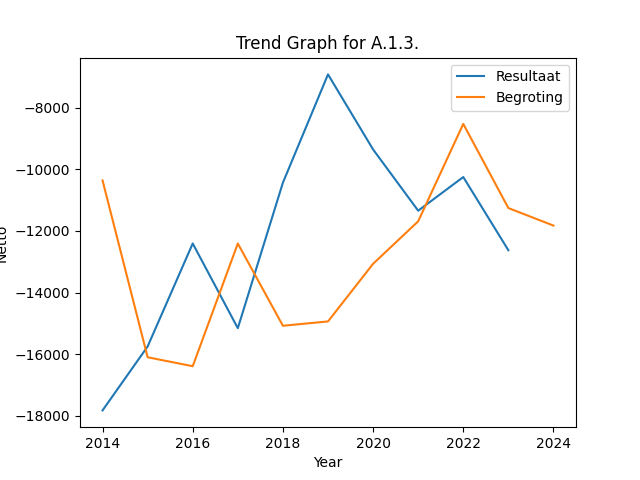 Trend Graph for A.1.3.
Resultaat
Begroting
Netto
−8000
−10000
−12000
−14000
−16000
−18000
2014 2016 2018 2020 2022 2024
Year